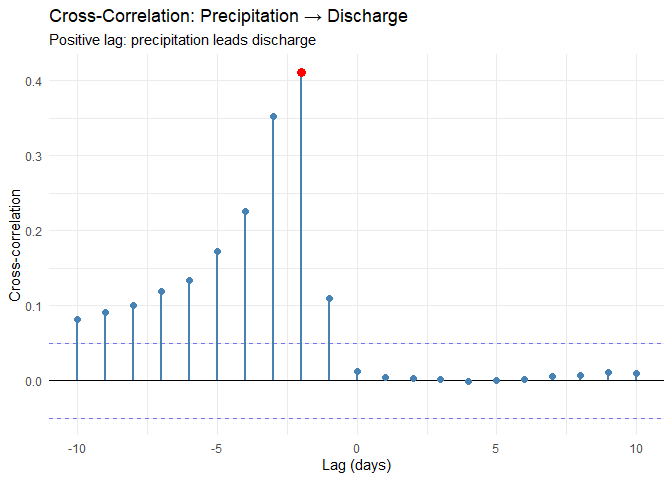 Cross-Correlation: Precipitation → Discharge
Positive lag: precipitation leads discharge
Cross-correlation
0.4
0.3
0.2
0.1
0.0
-10
-5
0
5
10
Lag (days)